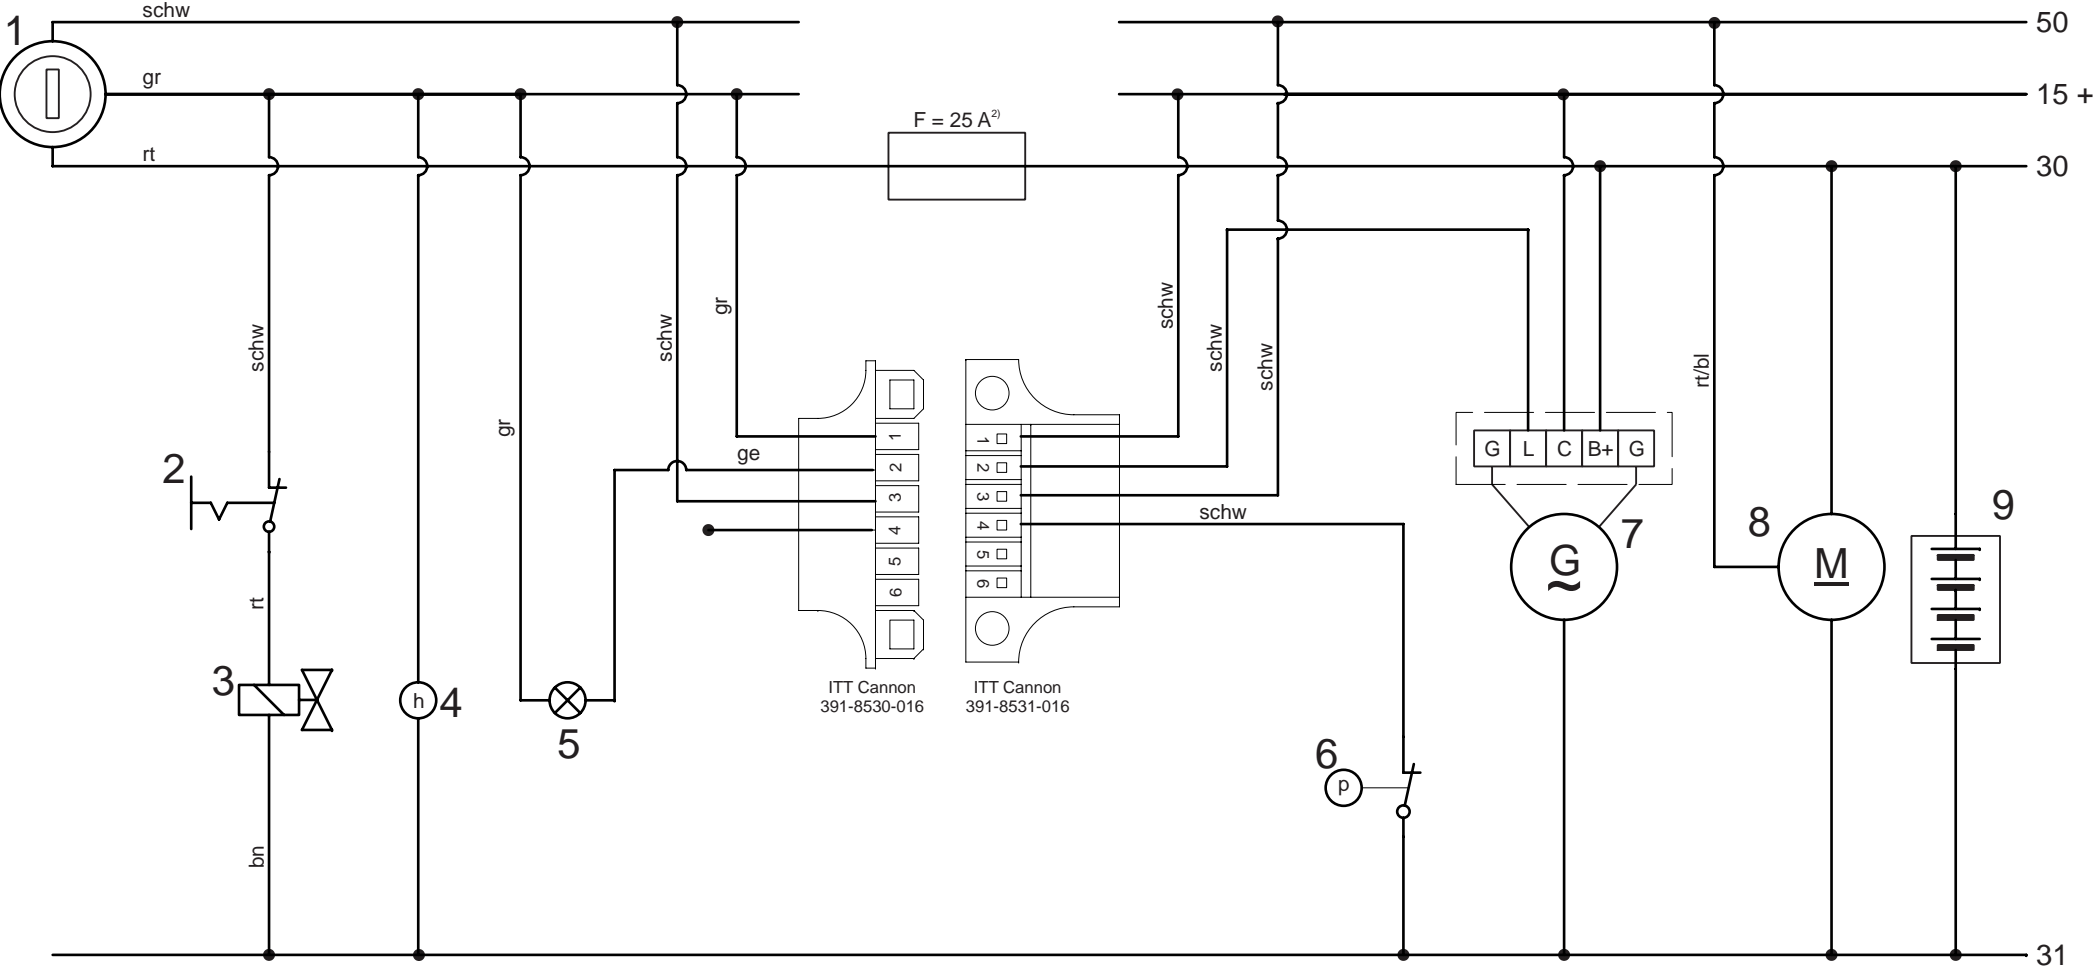 1
schw
50
gr
15 +
F = 25 A²⁾
rt
30
schw
gr
schw
gr
schw
schw
schw
rt/bl
ge
2
1
2
3
4
5
6
1
2
3
4
5
6
schw
G L C B+ G
7
G
~
8
M
9
rt
3
h
4
5
ITT Cannon
391-8530-016
ITT Cannon
391-8531-016
6
p
bn
31